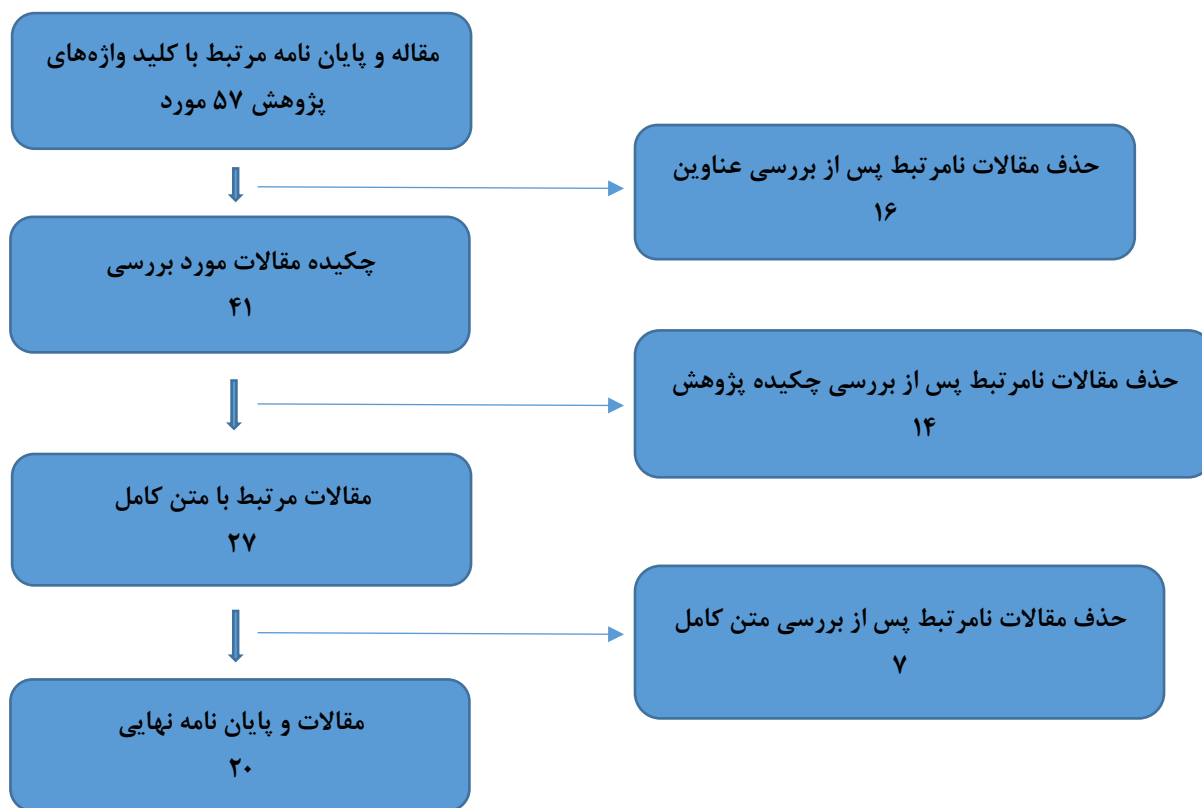 مقاله و پایان نامه مرتبط با کلید واژه‌های
پژوهش ۵۷ مورد
حذف مقالات نامرتبط پس از بررسی عناوین
۱۶
چکیده مقالات مورد بررسی
۴۱
حذف مقالات نامرتبط پس از بررسی چکیده پژوهش
۱۴
مقالات مرتبط با متن کامل
۲۷
حذف مقالات نامرتبط پس از بررسی متن کامل
۷
مقالات و پایان نامه نهایی
۲۰